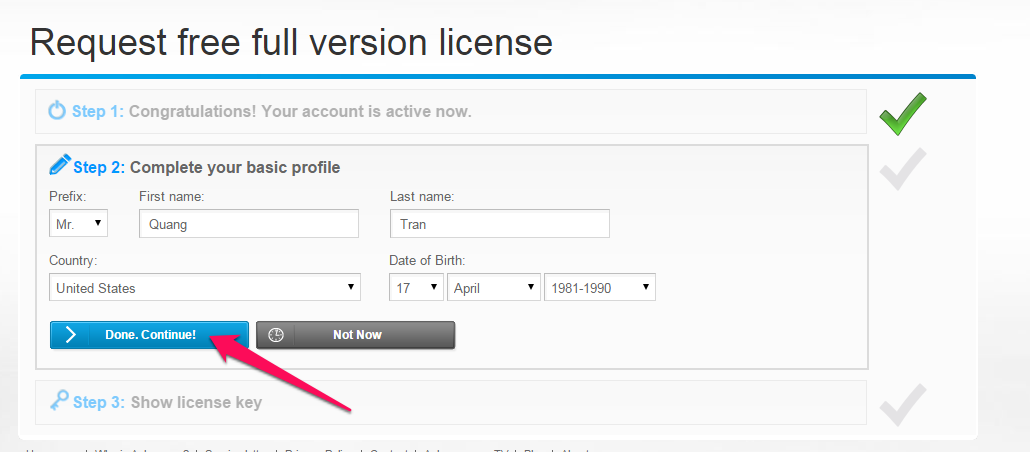 Request free full version license
Step 1: Congratulations! Your account is active now.
Step 2: Complete your basic profile
Prefix: First name: Last name:
Mr. Quang Tran
Country: Date of Birth:
United States 17 April 1981-1990
Done. Continue! Not Now
Step 3: Show license key